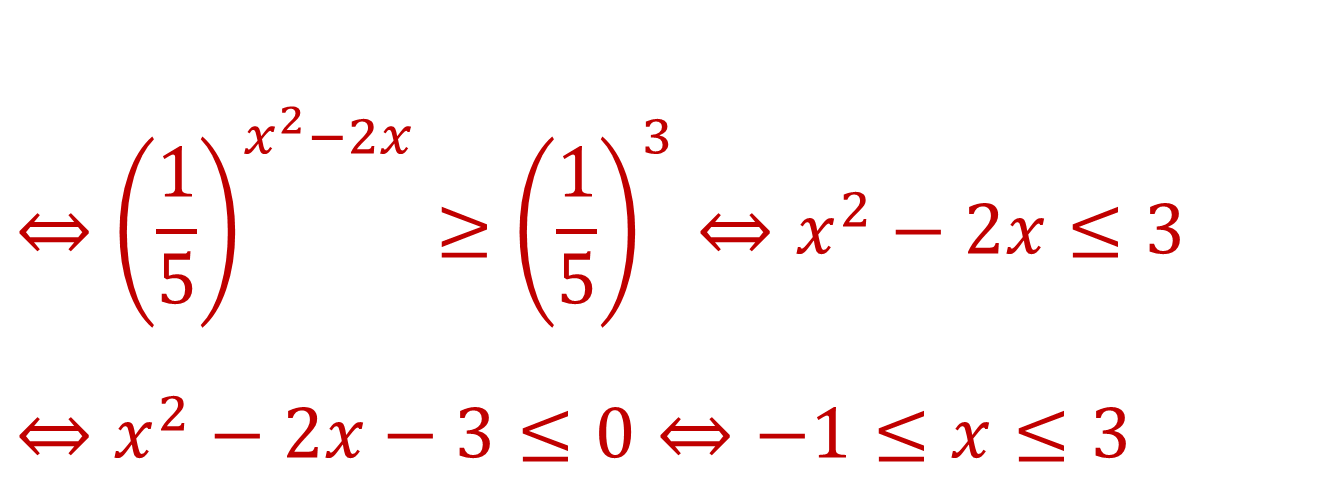 ⇔ (1/5)^(x²−2x) ≥ (1/5)^3 ⇔ x² − 2x ≤ 3
⇔ x² − 2x − 3 ≤ 0 ⇔ −1 ≤ x ≤ 3